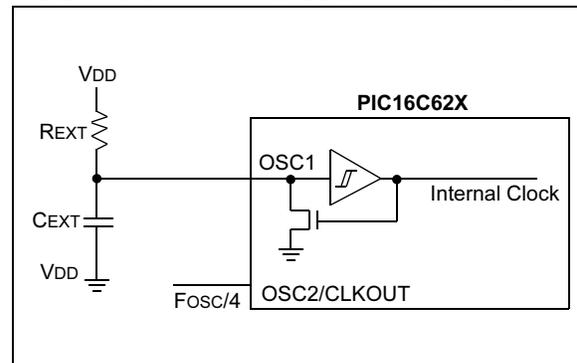 VDD
PIC16C62X
REXT
OSC1
Internal Clock
CEXT
VDD
FOSC/4
OSC2/CLKOUT